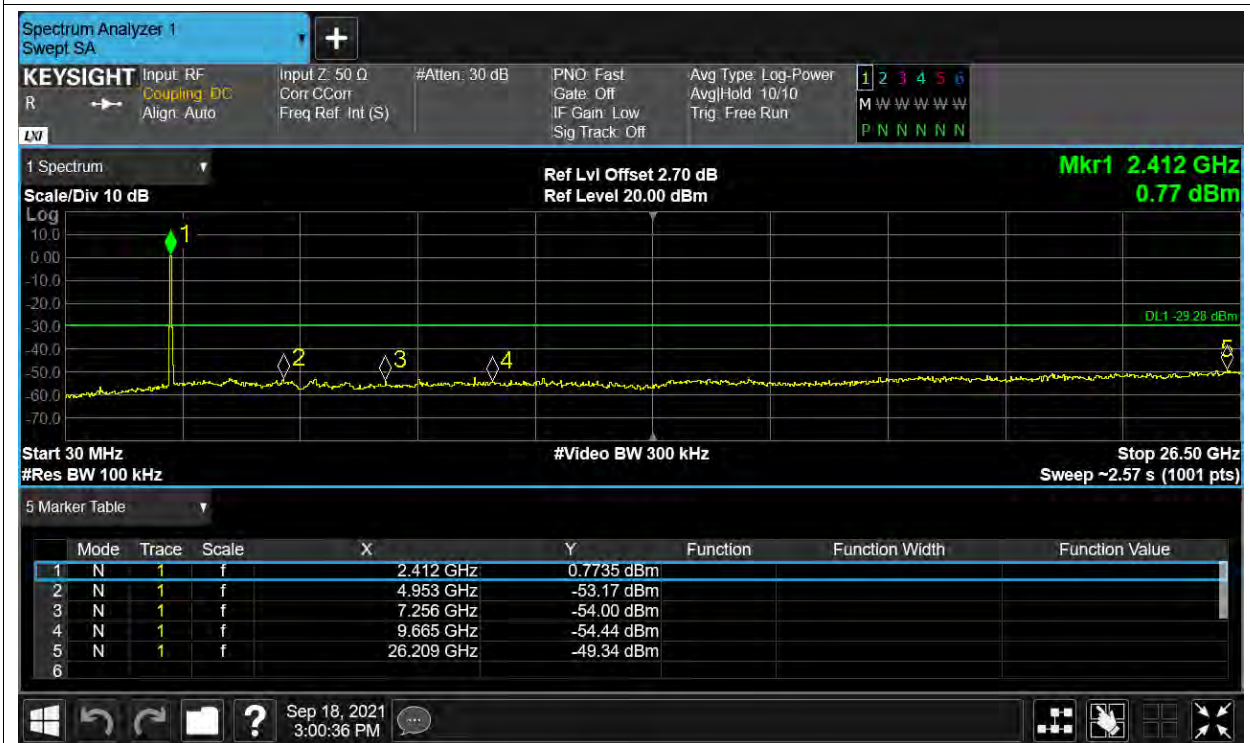 Spectrum Analyzer 1
Swept SA
+
KEYSIGHT Input: RF Input Z: 50 Ω #Atten: 30 dB PNO: Fast Avg Type: Log-Power 1 2 3 4 5 6
R Coupling: DC Corr CCorr Gate: Off Avg|Hold: 10/10 M W W W W W
Align: Auto Freq Ref: Int (S) IF Gain: Low Trig: Free Run
LXI Sig Track: Off P N N N N N
1 Spectrum Ref Lvl Offset 2.70 dB Mkr1 2.412 GHz
Scale/Div 10 dB Ref Level 20.00 dBm 0.77 dBm
Log
10.0 1
0.00
-10.0
-20.0
-30.0 DL1 -29.28 dBm
-40.0
2 3 4 5
-50.0
-60.0
-70.0
Start 30 MHz #Video BW 300 kHz Stop 26.50 GHz
#Res BW 100 kHz Sweep ~2.57 s (1001 pts)
5 Marker Table
Mode Trace Scale X Y Function Function Width Function Value
1 N 1 f 2.412 GHz 0.7735 dBm
2 N 1 f 4.953 GHz -53.17 dBm
3 N 1 f 7.256 GHz -54.00 dBm
4 N 1 f 9.665 GHz -54.44 dBm
5 N 1 f 26.209 GHz -49.34 dBm
6
? Sep 18, 2021
3:00:36 PM